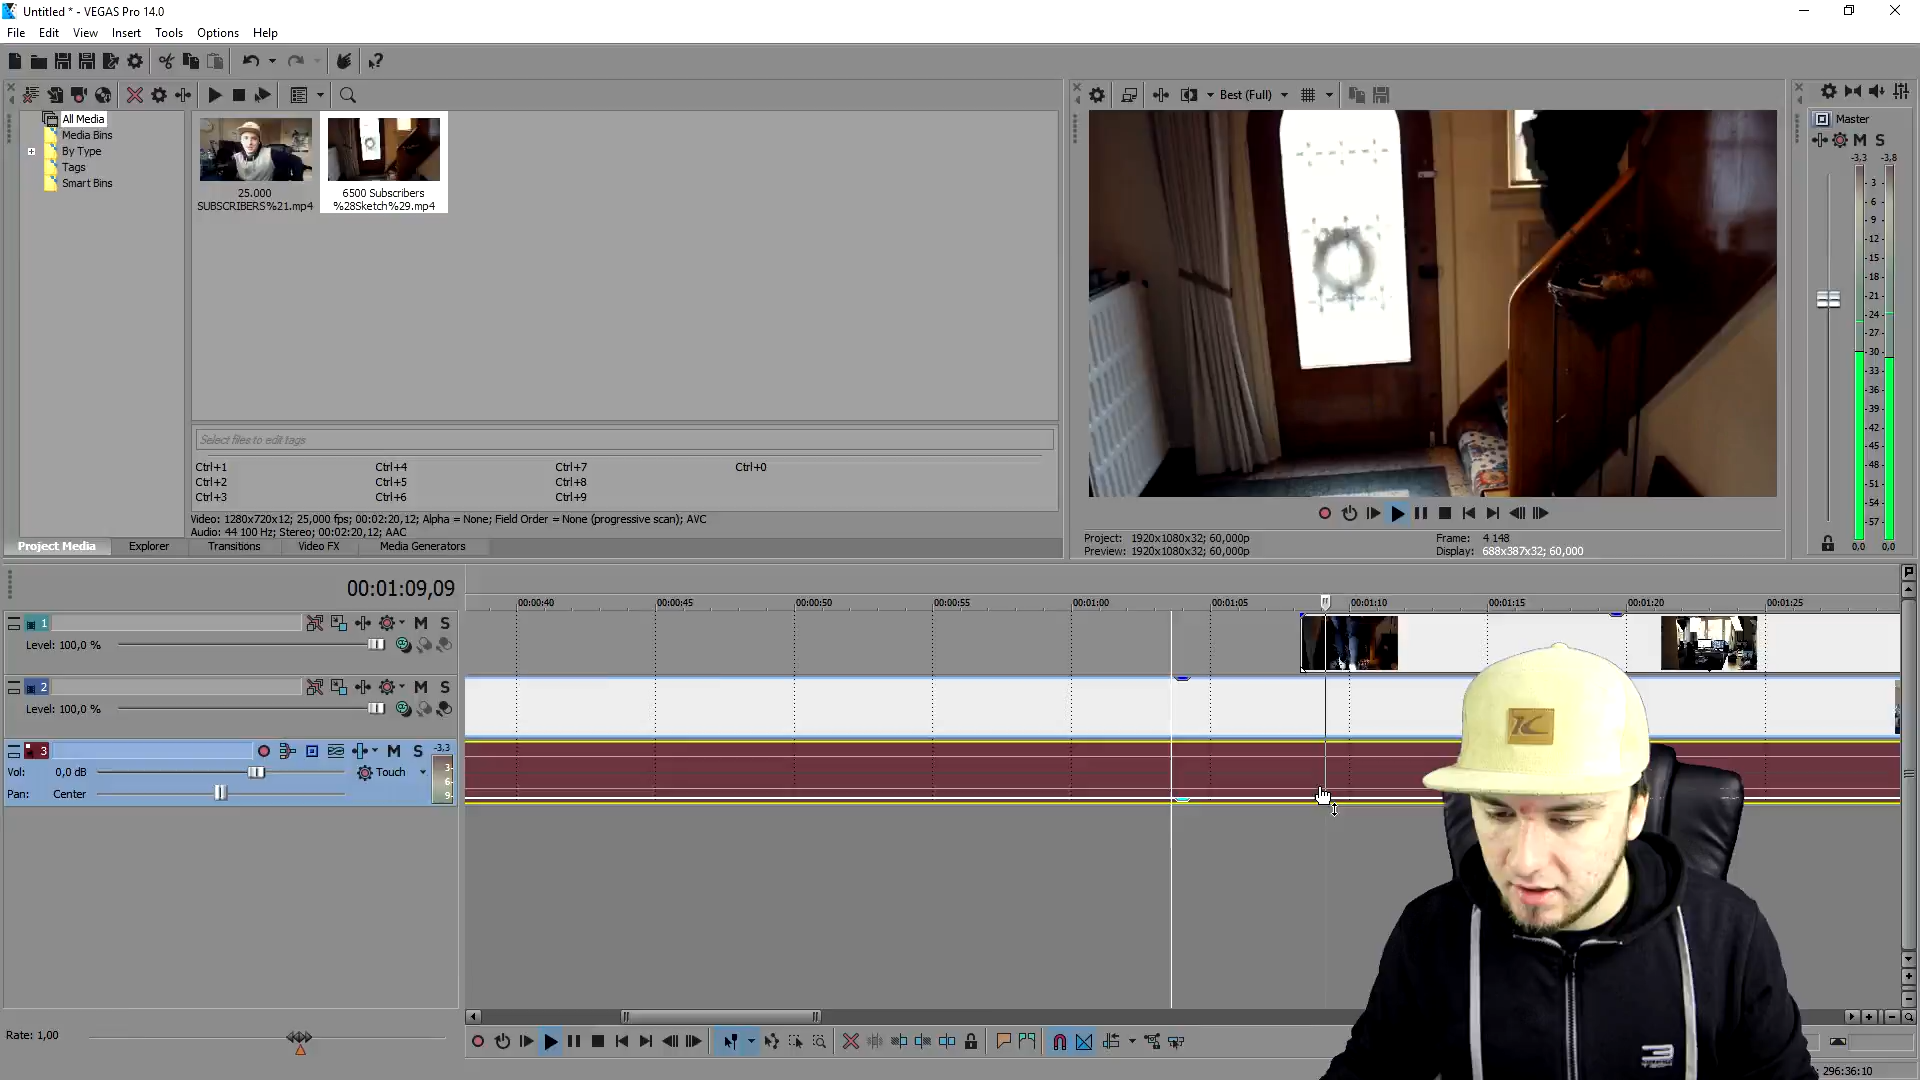 Untitled * - VEGAS Pro 14.0
File Edit View Insert Tools Options Help
Best (Full)
All Media
Media Bins
By Type
Tags
Smart Bins
25.000
SUBSCRIBERS%21.mp4
6500 Subscribers
%28Sketch%29.mp4
Master
M S
-3,3 -3,8
3
6
9
12
15
18
21
24
27
30
33
36
39
42
45
48
51
54
57
0,0 0,0
Select files to edit tags
Ctrl+1 Ctrl+4 Ctrl+7 Ctrl+0
Ctrl+2 Ctrl+5 Ctrl+8
Ctrl+3 Ctrl+6 Ctrl+9
Video: 1280x720x12; 25,000 fps; 00:02:20,12; Alpha = None; Field Order = None (progressive scan); AVC
Audio: 44 100 Hz; Stereo; 00:02:20,12; AAC
Project Media Explorer Transitions Video FX Media Generators
Project: 1920x1080x32; 60,000p
Preview: 1920x1080x32; 60,000p
Frame: 4 148
Display: 688x387x32; 60,000
00:01:09,09
00:00:40 00:00:45 00:00:50 00:00:55 00:01:00 00:01:05 00:01:10 00:01:15 00:01:20 00:01:25
1 M S
Level: 100,0 %
2 M S
Level: 100,0 %
3 M S -3,3
Vol: 0,0 dB Touch
Pan: Center
3
6
9
Rate: 1,00
296:36:10